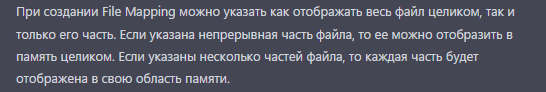 При создании File Mapping можно указать как отображать весь файл целиком, так и
только его часть. Если указана непрерывная часть файла, то ее можно отобразить в
память целиком. Если указаны несколько частей файла, то каждая часть будет
отображена в свою область памяти.